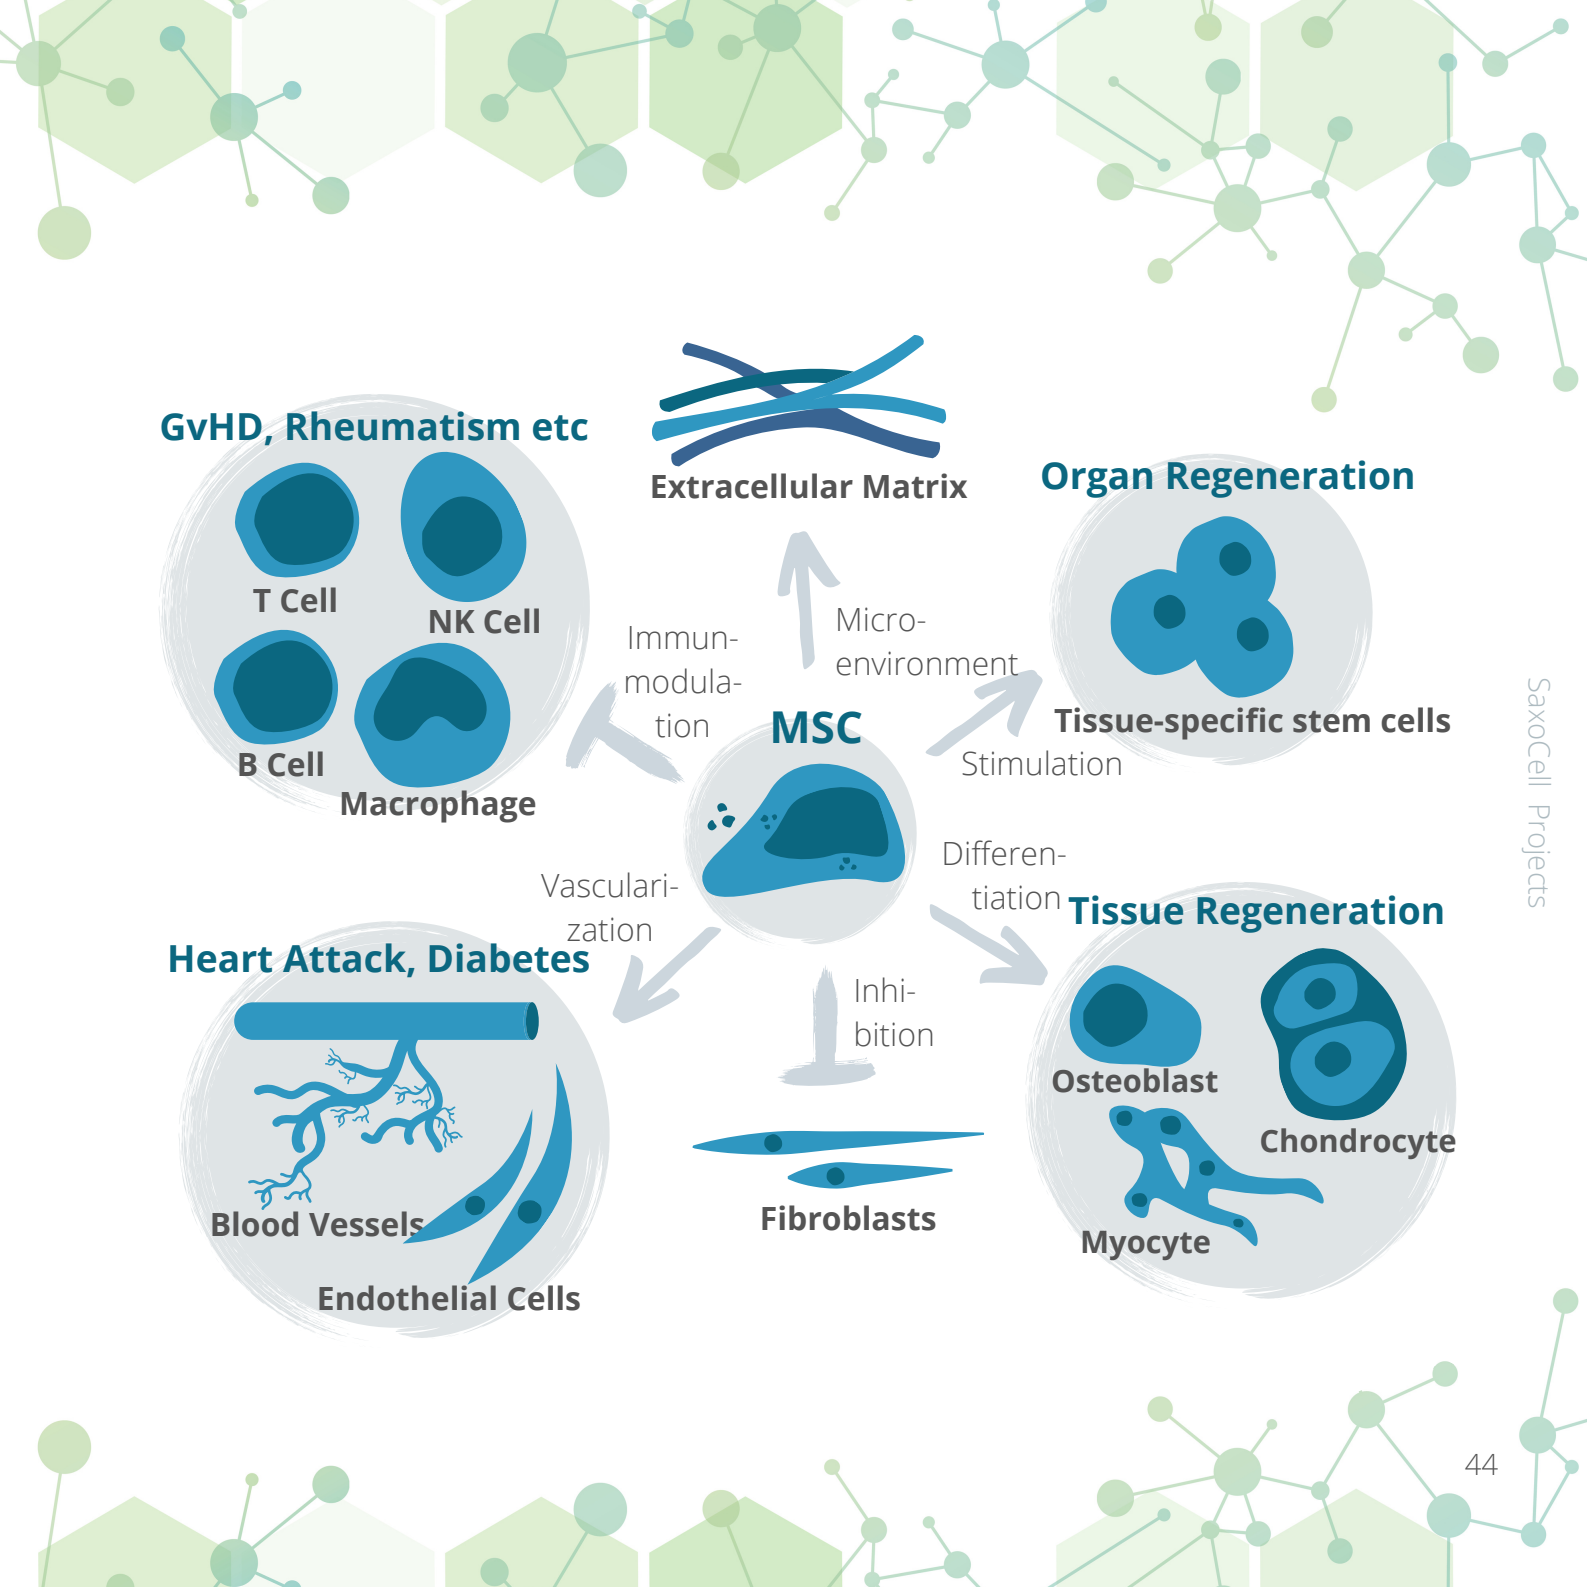 GvHD, Rheumatism etc
T Cell
NK Cell
B Cell
Macrophage
Extracellular Matrix
Organ Regeneration
Tissue-specific stem cells
Immun-
modula-
tion
Micro-
environment
MSC
Stimulation
Differen-
tiation
Vasculari-
zation
Inhi-
bition
Heart Attack, Diabetes
Blood Vessels
Endothelial Cells
Fibroblasts
Tissue Regeneration
Osteoblast
Chondrocyte
Myocyte
SaxoCell Projects
44